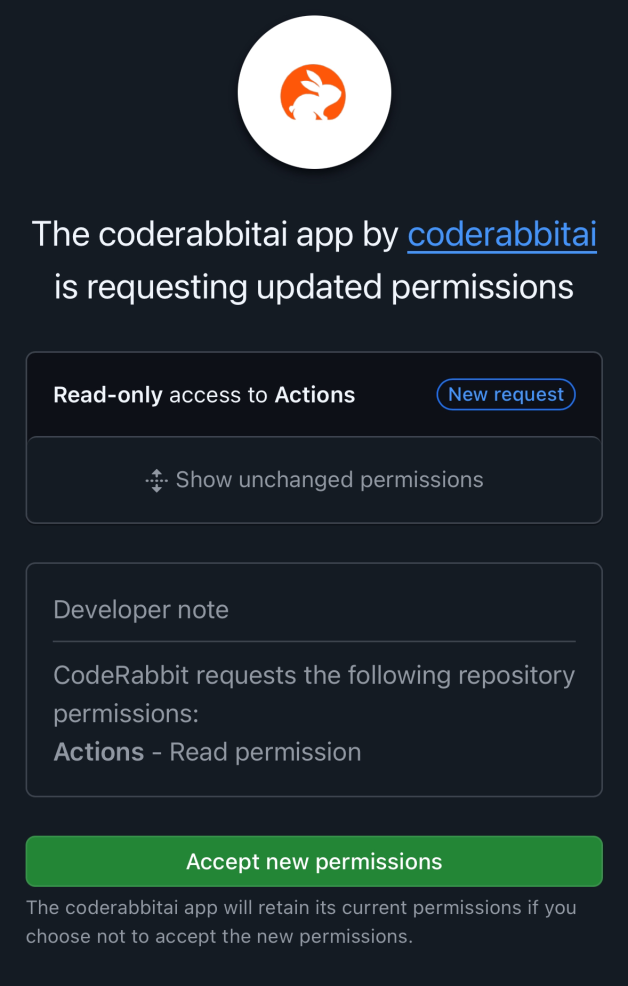 The coderabbitai app by coderabbitai
is requesting updated permissions
Read-only access to Actions
New request
Show unchanged permissions
Developer note
CodeRabbit requests the following repository
permissions:
Actions - Read permission
Accept new permissions
The coderabbitai app will retain its current permissions if you
choose not to accept the new permissions.